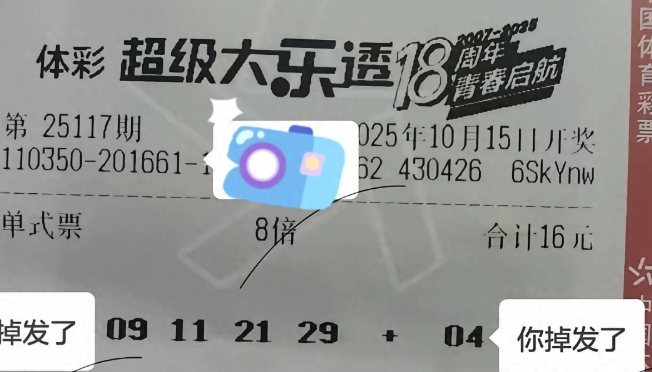 体彩 超级大乐透 18 2007-2025 周年 青春启航
第 25117期 025年10月15日开奖
110350-201661- 62 430426 6SkYnw
单式票 8倍 合计16元
掉发了 09 11 21 29 + 04 你掉发了
国体育彩票